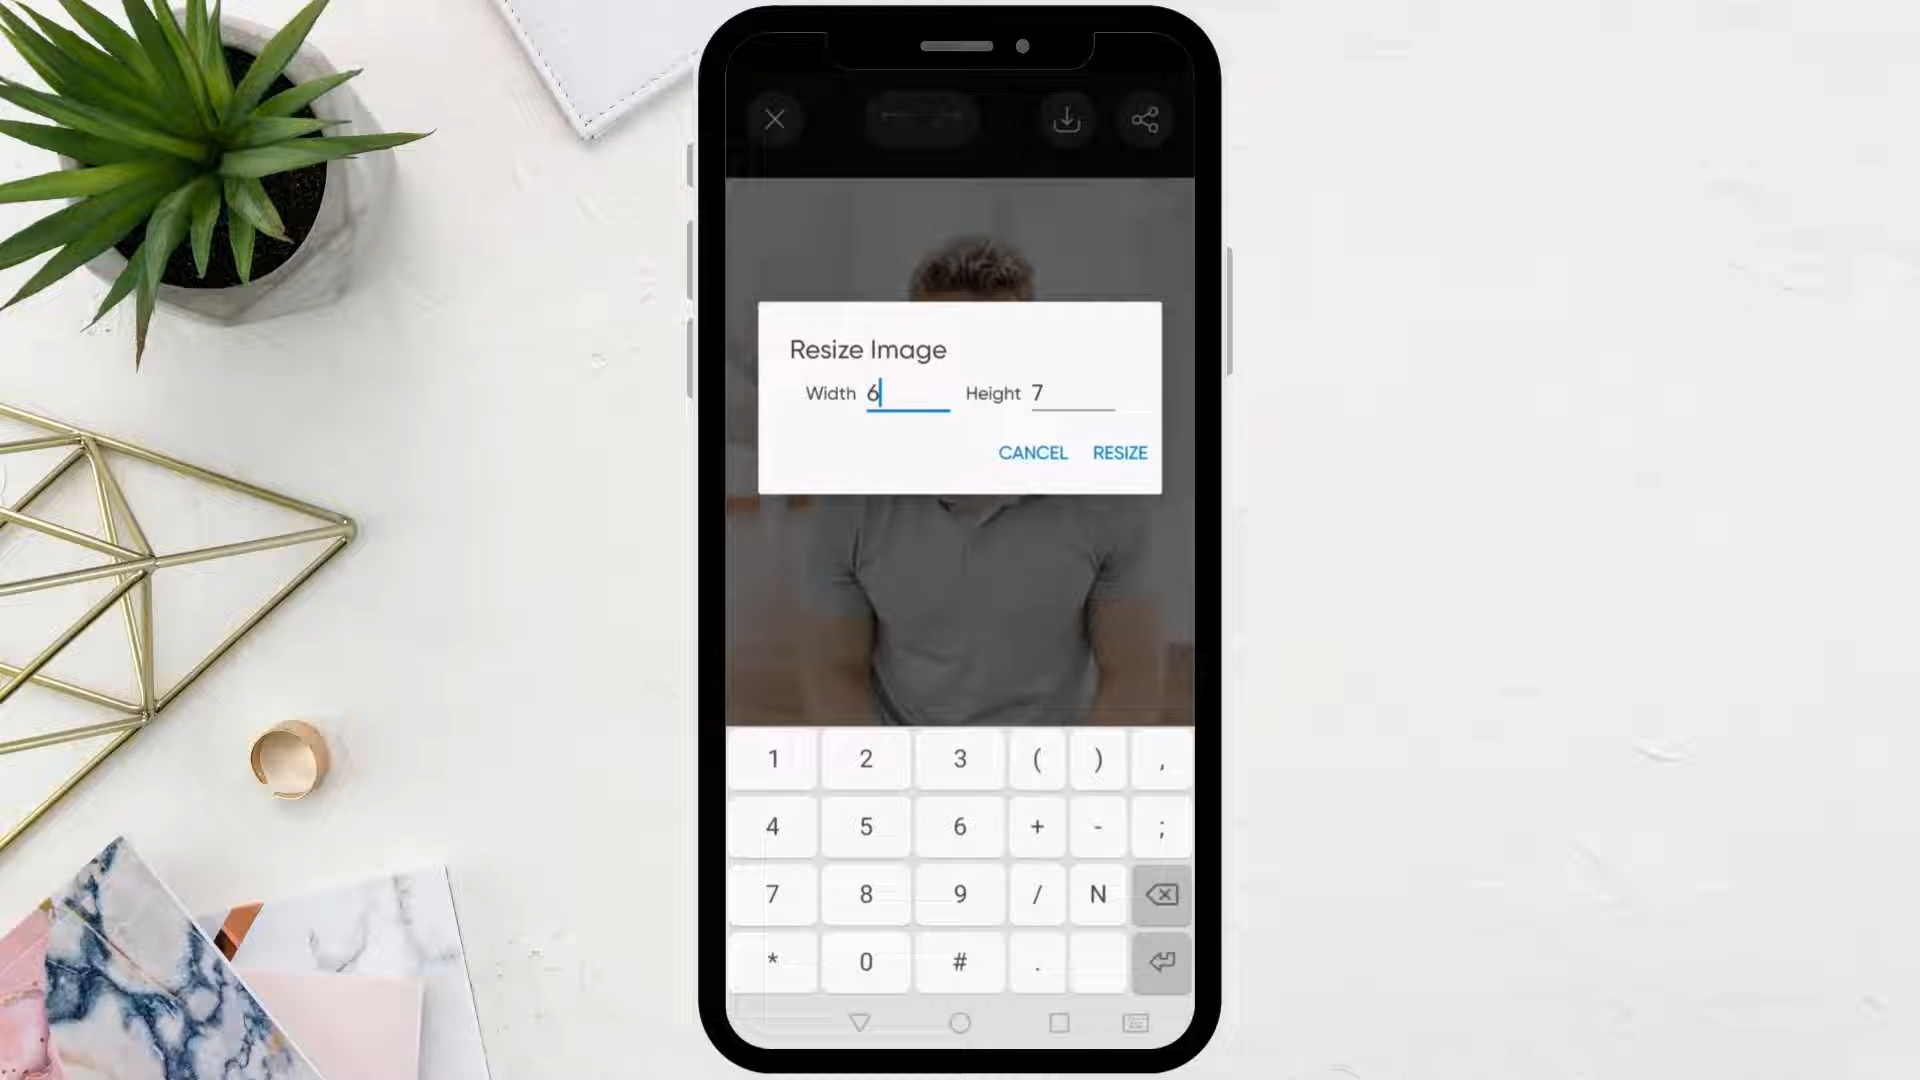 Resize Image
Width 6 Height 7
CANCEL RESIZE
1 2 3 ( ) ,
4 5 6 + - ;
7 8 9 / N
* 0 # .